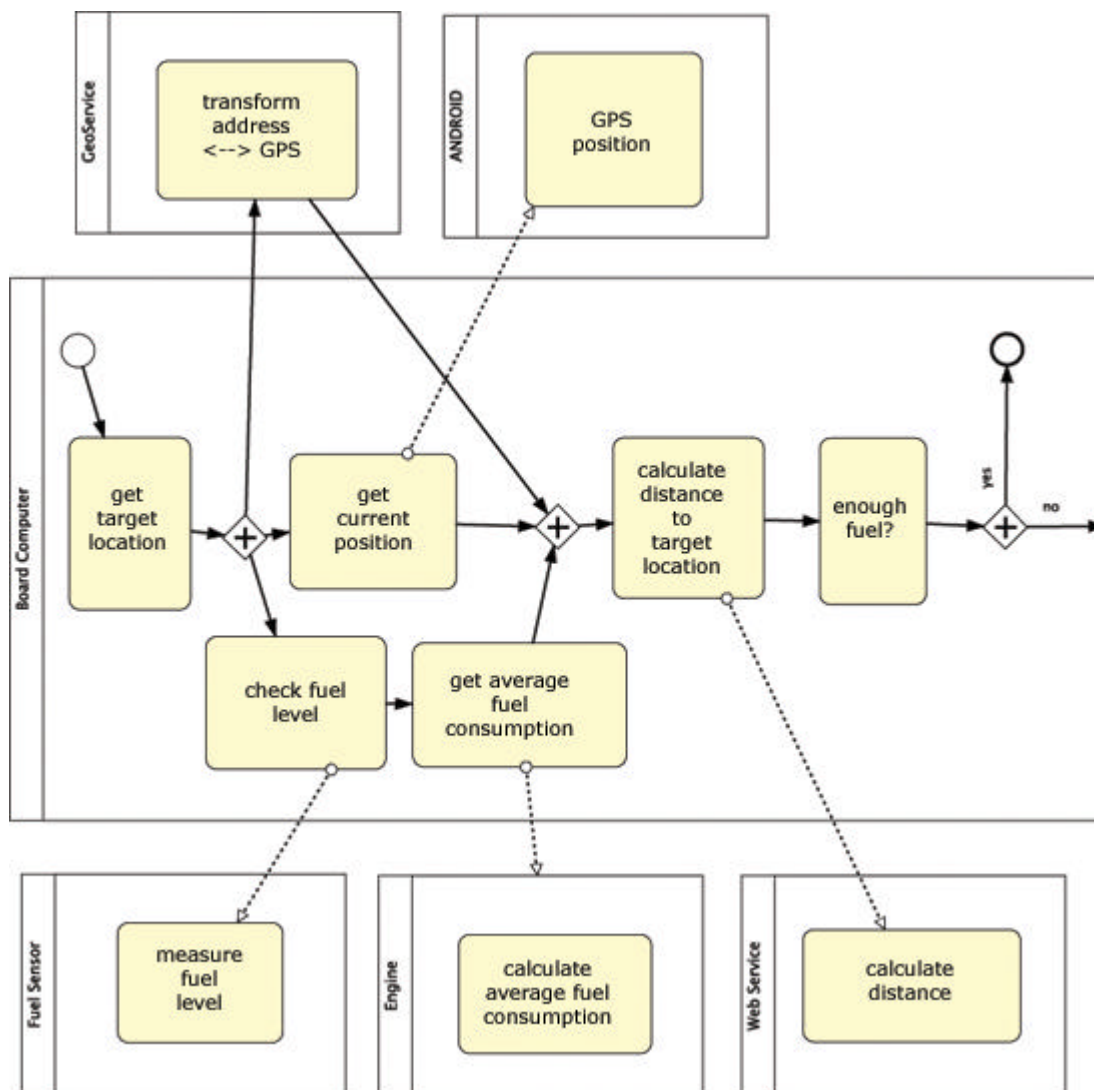 GeoService
transform
address
<--> GPS
ANDROID
GPS
position
Board Computer
get
target
location
get
current
position
calculate
distance
to
target
location
enough
fuel?
yes
no
check fuel
level
get average
fuel
consumption
Fuel Sensor
measure
fuel
level
Engine
calculate
average fuel
consumption
Web Service
calculate
distance